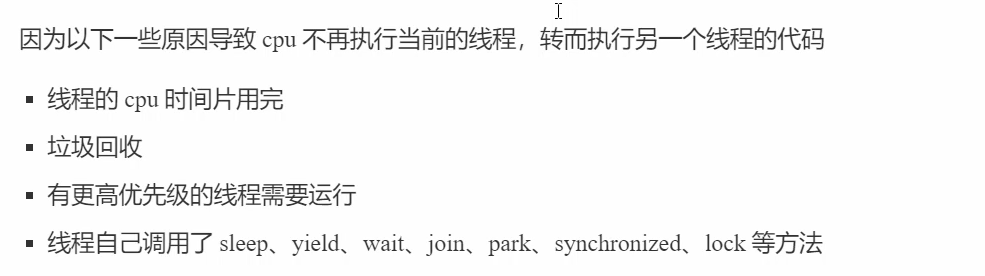 因为以下一些原因导致 cpu 不再执行当前的线程，转而执行另一个线程的代码
▪ 线程的 cpu 时间片用完
▪ 垃圾回收
▪ 有更高优先级的线程需要运行
▪ 线程自己调用了 sleep、yield、wait、join、park、synchronized、lock 等方法